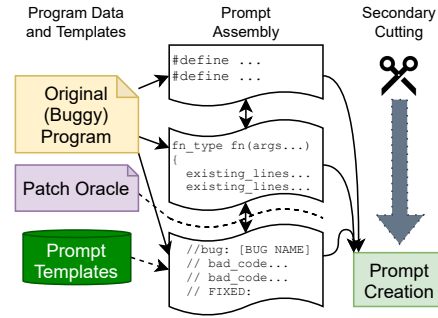 Program Data
and Templates
Prompt
Assembly
Secondary
Cutting
Original
(Buggy)
Program
Patch Oracle
Prompt
Templates
#define ...
#define ...
fn_type fn(args...)
{
existing_lines...
existing_lines...
//bug: [BUG NAME]
// bad_code...
// bad_code...
// FIXED:
Prompt
Creation